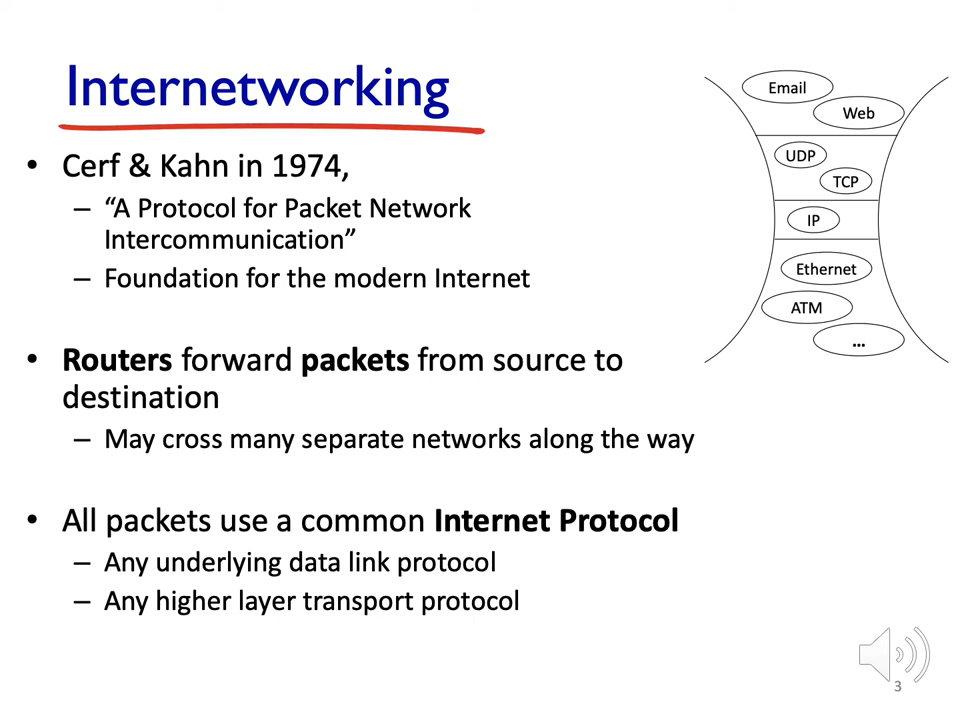 Internetworking
• Cerf & Kahn in 1974,
– “A Protocol for Packet Network
Intercommunication”
– Foundation for the modern Internet
• Routers forward packets from source to
destination
– May cross many separate networks along the way
• All packets use a common Internet Protocol
– Any underlying data link protocol
– Any higher layer transport protocol
Email
Web
UDP
TCP
IP
Ethernet
ATM
...
3